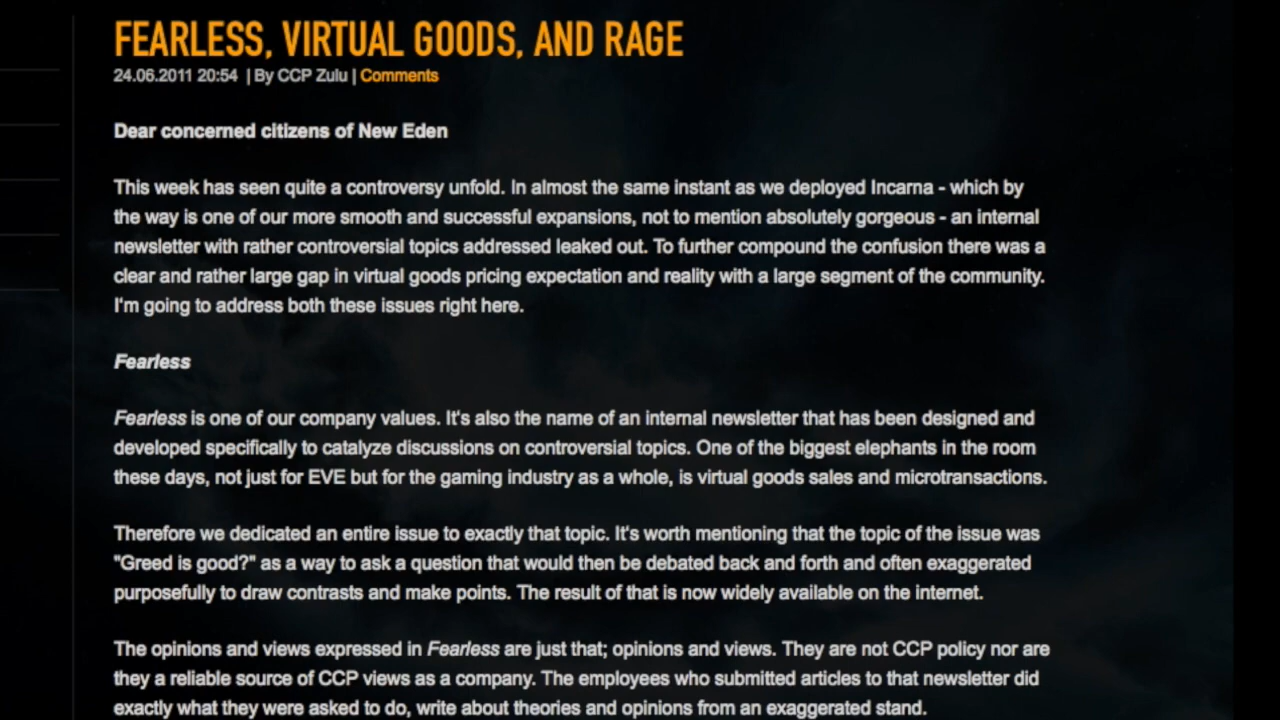 FEARLESS, VIRTUAL GOODS, AND RAGE
24.06.2011 20:54 | By CCP Zulu | Comments
Dear concerned citizens of New Eden
This week has seen quite a controversy unfold. In almost the same instant as we deployed Incarna - which by
the way is one of our more smooth and successful expansions, not to mention absolutely gorgeous - an internal
newsletter with rather controversial topics addressed leaked out. To further compound the confusion there was a
clear and rather large gap in virtual goods pricing expectation and reality with a large segment of the community.
I'm going to address both these issues right here.
Fearless
Fearless is one of our company values. It's also the name of an internal newsletter that has been designed and
developed specifically to catalyze discussions on controversial topics. One of the biggest elephants in the room
these days, not just for EVE but for the gaming industry as a whole, is virtual goods sales and microtransactions.
Therefore we dedicated an entire issue to exactly that topic. It's worth mentioning that the topic of the issue was
"Greed is good?" as a way to ask a question that would then be debated back and forth and often exaggerated
purposefully to draw contrasts and make points. The result of that is now widely available on the internet.
The opinions and views expressed in Fearless are just that; opinions and views. They are not CCP policy nor are
they a reliable source of CCP views as a company. The employees who submitted articles to that newsletter did
exactly what they were asked to do, write about theories and opinions from an exaggerated stand.